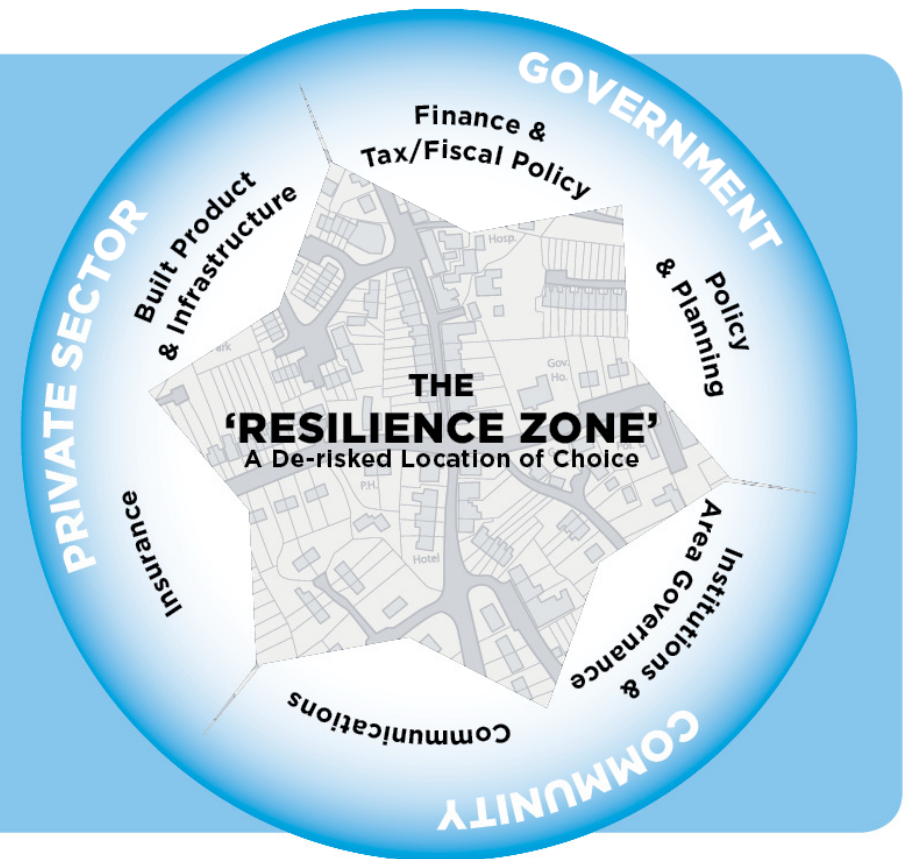 GOVERNMENT
Finance &
Tax/Fiscal Policy
Policy
& Planning
PRIVATE SECTOR
Built Product
& Infrastructure
Insurance
THE
‘RESILIENCE ZONE’
A De-risked Location of Choice
Institutions &
Area Governance
Communications
COMMUNITY
Hosp.
Gov.
Ho.
P.H.
Hotel